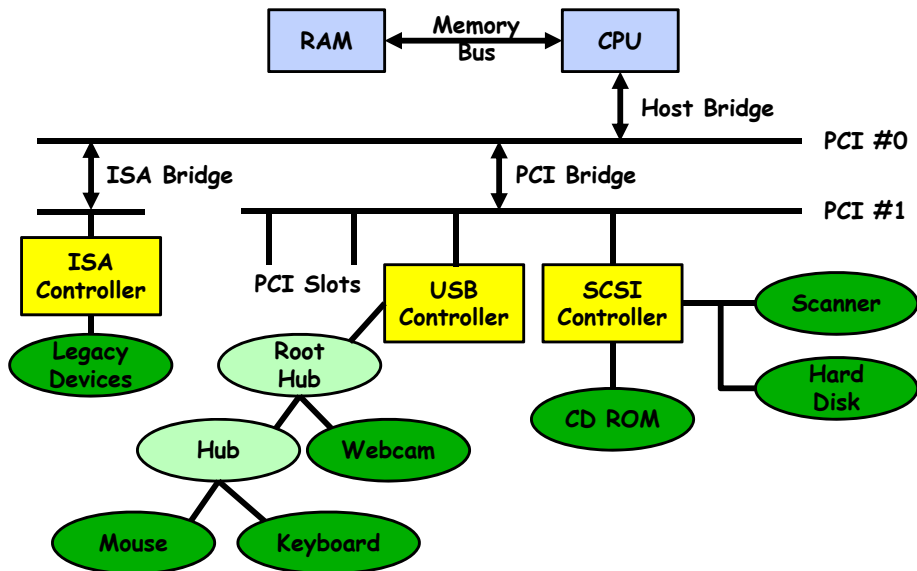 RAM
Memory
Bus
CPU
Host Bridge
PCI #0
ISA Bridge
PCI Bridge
PCI #1
ISA
Controller
PCI Slots
USB
Controller
SCSI
Controller
Scanner
Legacy
Devices
Root
Hub
Hard
Disk
CD ROM
Hub
Webcam
Mouse
Keyboard